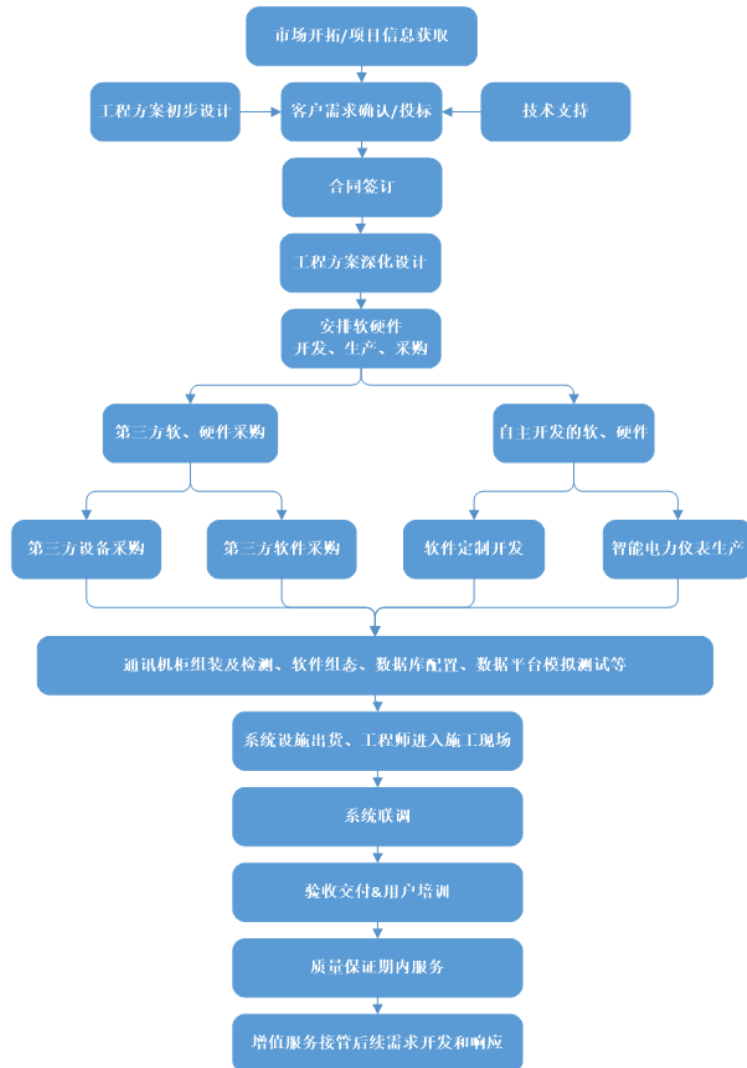 市场开拓/项目信息获取
工程方案初步设计
客户需求确认/投标
技术支持
合同签订
工程方案深化设计
安排软硬件
开发、生产、采购
第三方软、硬件采购
自主开发的软、硬件
第三方设备采购
第三方软件采购
软件定制开发
智能电力仪表生产
通讯机柜组装及检测、软件组态、数据库配置、数据平台模拟测试等
系统设施出货、工程师进入施工现场
系统联调
验收交付&用户培训
质量保证期内服务
增值服务接管后续需求开发和响应